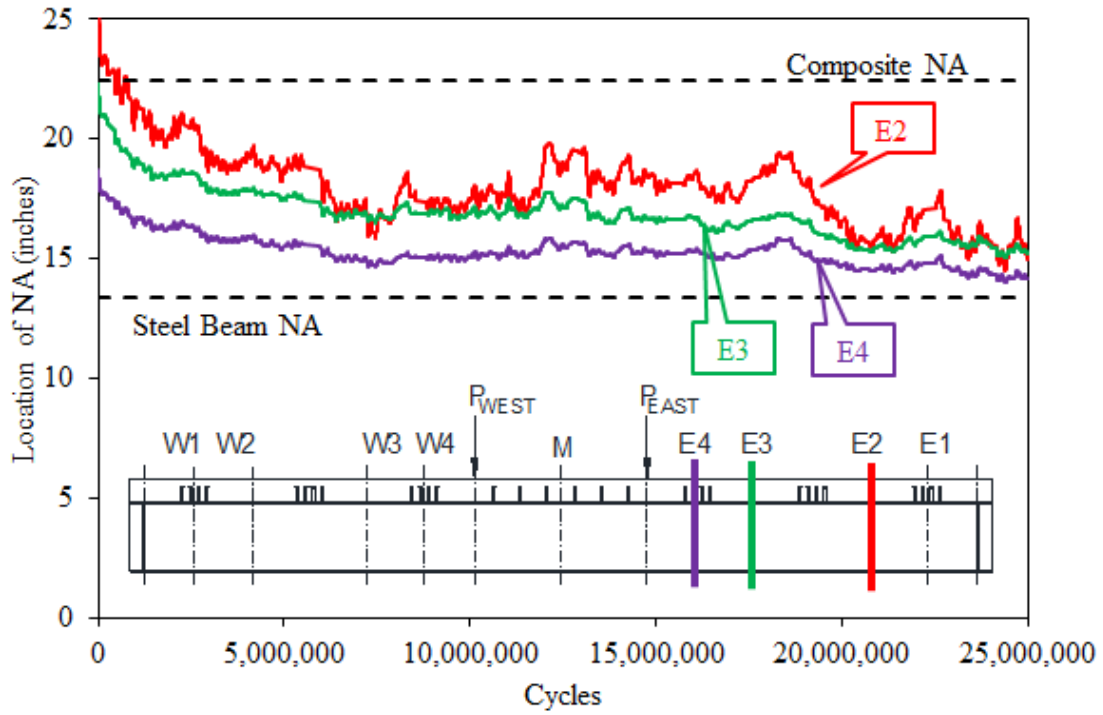 25
20
15
10
5
0
Location of NA (inches)
Composite NA
E2
Steel Beam NA
E3
E4
PWEST
PEAST
W1
W2
W3
W4
M
E4
E3
E2
E1
0
5,000,000
10,000,000
15,000,000
20,000,000
25,000,000
Cycles